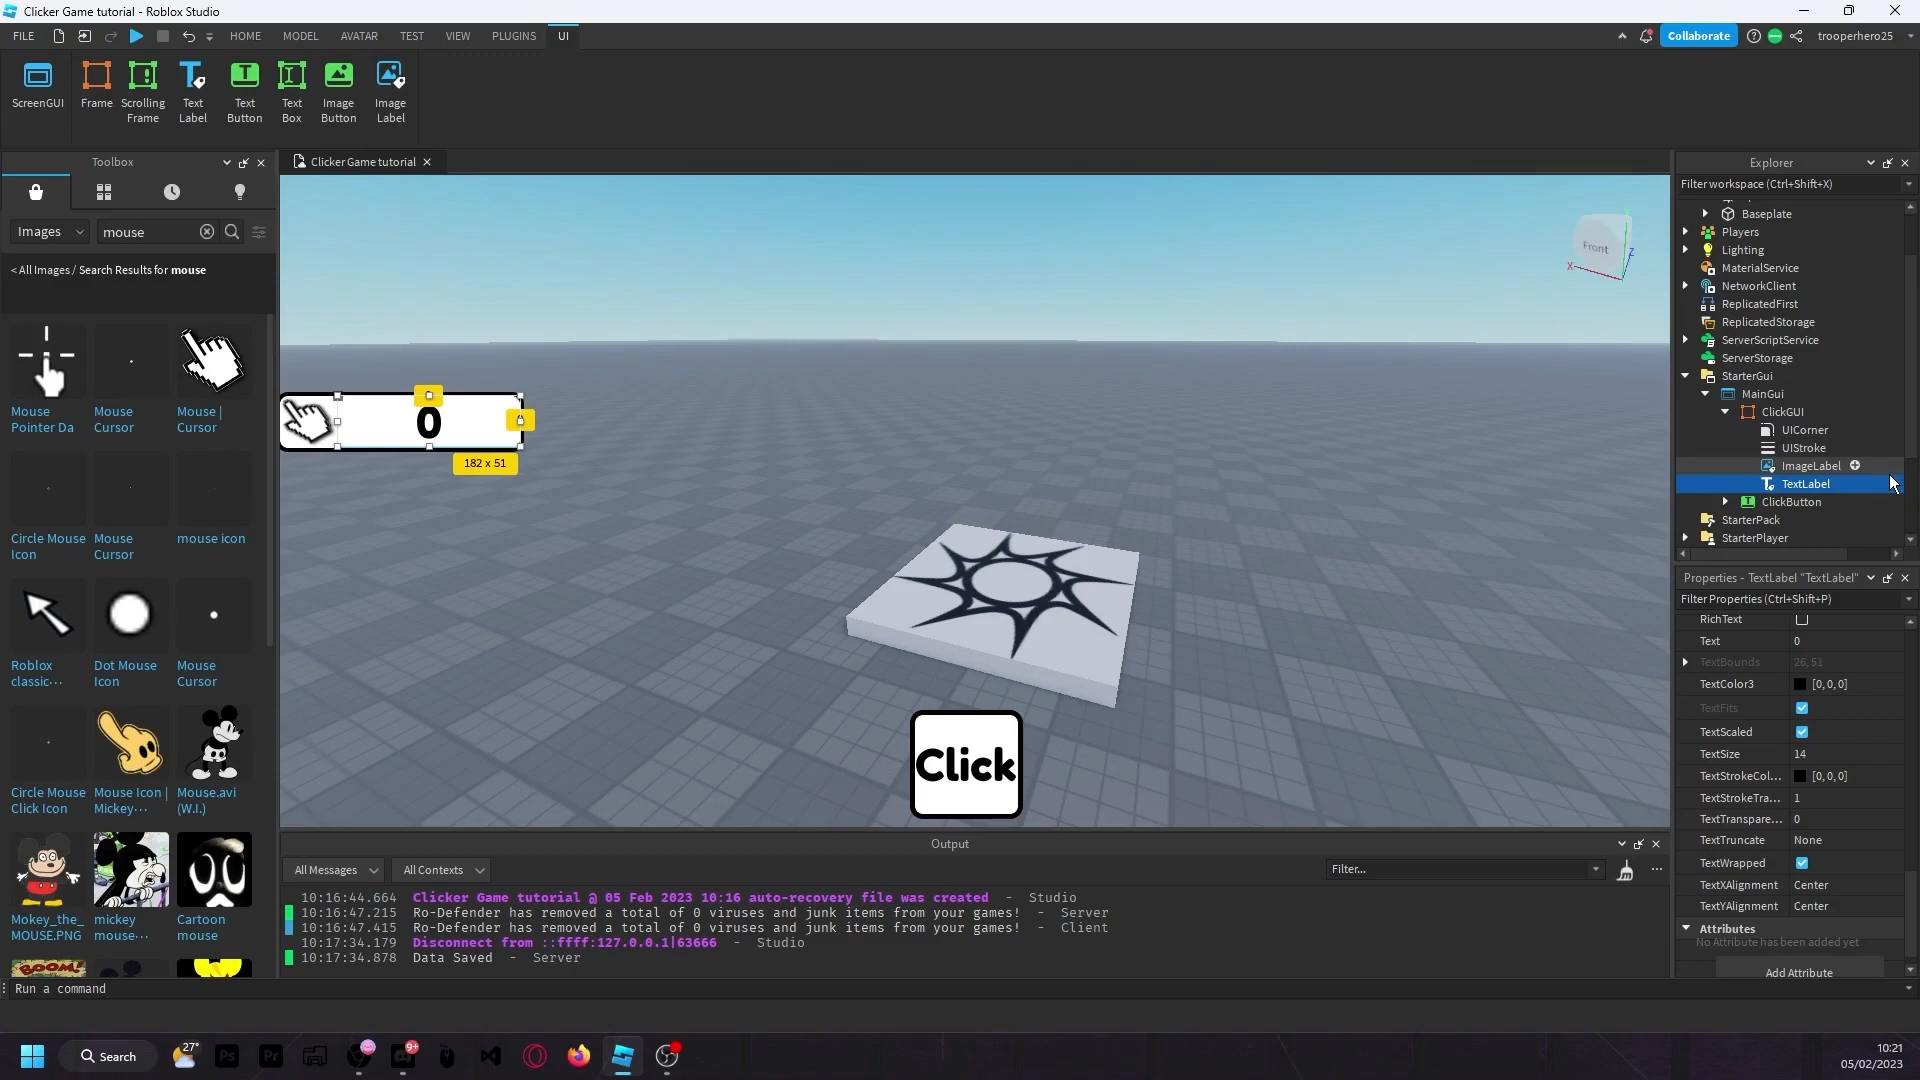 Clicker Game tutorial - Roblox Studio
FILE
HOME
MODEL
AVATAR
TEST
VIEW
PLUGINS
UI
Collaborate
trooperhero25
ScreenGUI
Frame
Scrolling
Frame
Text
Label
Text
Button
Text
Box
Image
Button
Image
Label
Toolbox
Images
mouse
< All Images / Search Results for mouse
Mouse
Pointer Da
Mouse
Cursor
Mouse |
Cursor
Circle Mouse
Icon
Mouse
Cursor
mouse icon
Roblox
classic...
Dot Mouse
Icon
Mouse
Cursor
Circle Mouse
Click Icon
Mouse Icon |
Mickey...
Mouse.avi
(W.I.)
Mokey_the_
MOUSE.PNG
mickey
mouse...
Cartoon
mouse
BOOM!
Clicker Game tutorial
Front
X
Z
0
182 x 51
Click
Output
All Messages
All Contexts
Filter...
10:16:44.664 Clicker Game tutorial @ 05 Feb 2023 10:16 auto-recovery file was created - Studio
10:16:47.215 Ro-Defender has removed a total of 0 viruses and junk items from your games! - Server
10:16:47.415 Ro-Defender has removed a total of 0 viruses and junk items from your games! - Client
10:17:34.179 Disconnect from ::ffff:127.0.0.1|63666 - Studio
10:17:34.878 Data Saved - Server
Run a command
Explorer
Filter workspace (Ctrl+Shift+X)
Baseplate
Players
Lighting
MaterialService
NetworkClient
ReplicatedFirst
ReplicatedStorage
ServerScriptService
ServerStorage
StarterGui
MainGui
ClickGUI
UICorner
UIStroke
ImageLabel
TextLabel
ClickButton
StarterPack
StarterPlayer
Properties - TextLabel "TextLabel"
Filter Properties (Ctrl+Shift+P)
RichText
Text 0
TextBounds 26, 51
TextColor3 [0, 0, 0]
TextFits
TextScaled
TextSize 14
TextStrokeCol... [0, 0, 0]
TextStrokeTra... 1
TextTranspare... 0
TextTruncate None
TextWrapped
TextXAlignment Center
TextYAlignment Center
Attributes
No Attribute has been added yet
Add Attribute
Search
27°
Ps
Pr
9+
10:21
05/02/2023